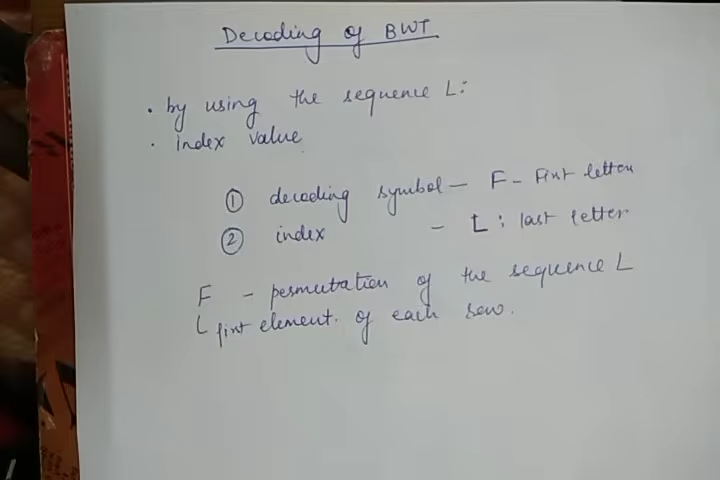 Decoding of BWT
• by using the sequence L:
• index value
① decoding symbol — F - First letter
② index — L : last letter
F - permutation of the sequence L
L first element. of each row.